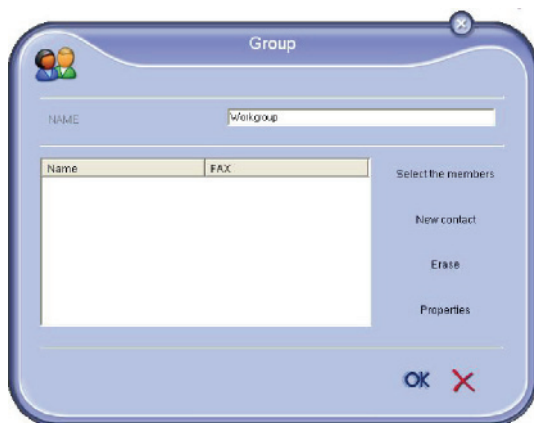 Group
NAME
Workgroup
Name
FAX
Select the members
New contact
Erase
Properties
OK